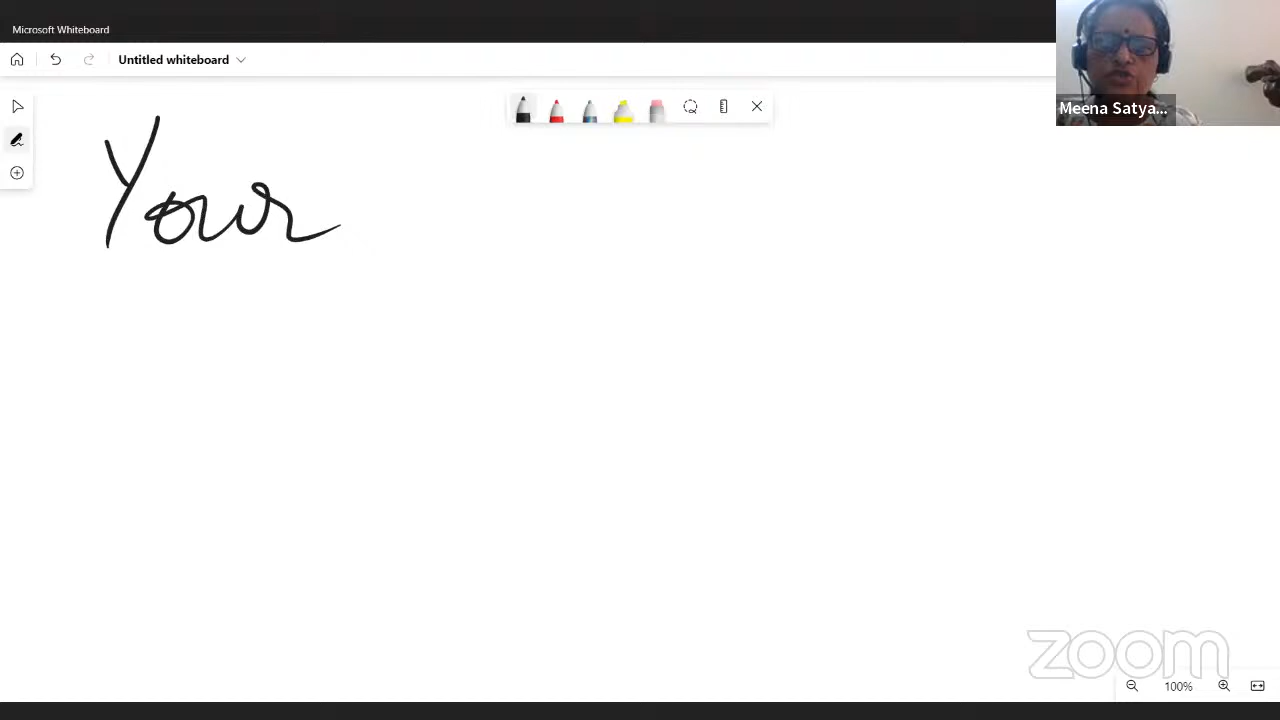 Microsoft Whiteboard
Untitled whiteboard
Meena Satya...
Your
zoom
100%